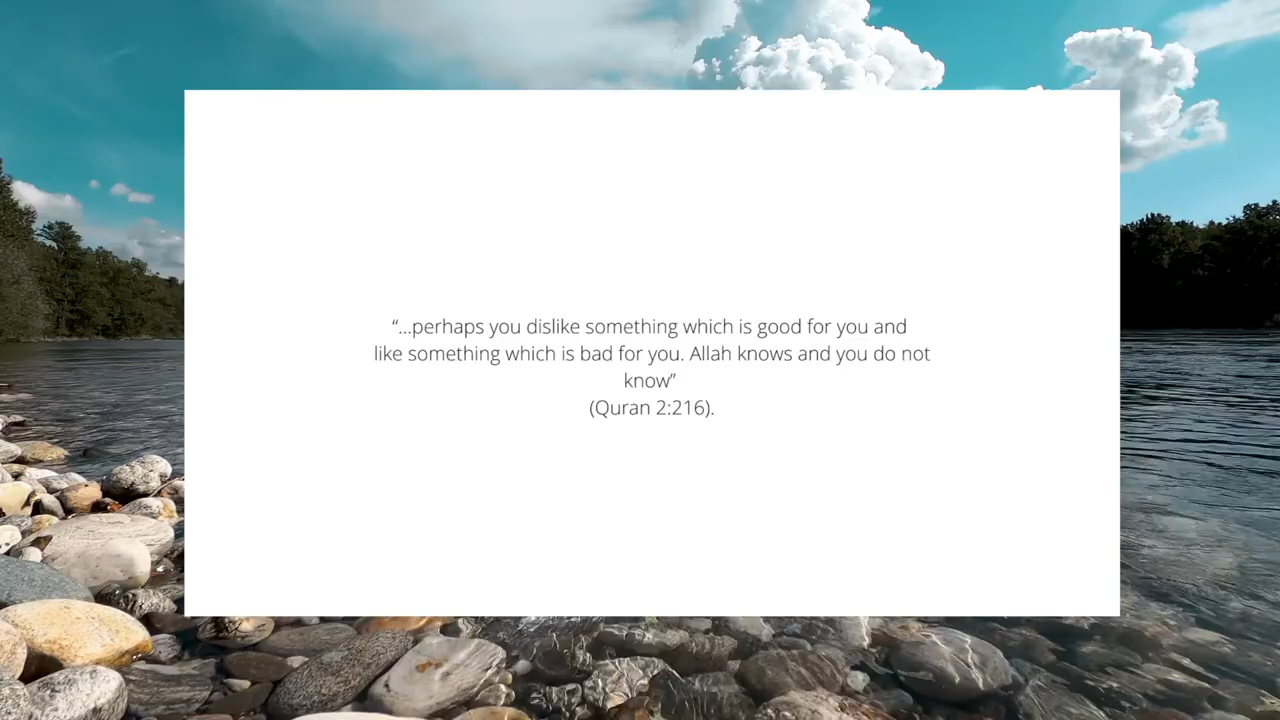 “...perhaps you dislike something which is good for you and
like something which is bad for you. Allah knows and you do not
know”
(Quran 2:216).